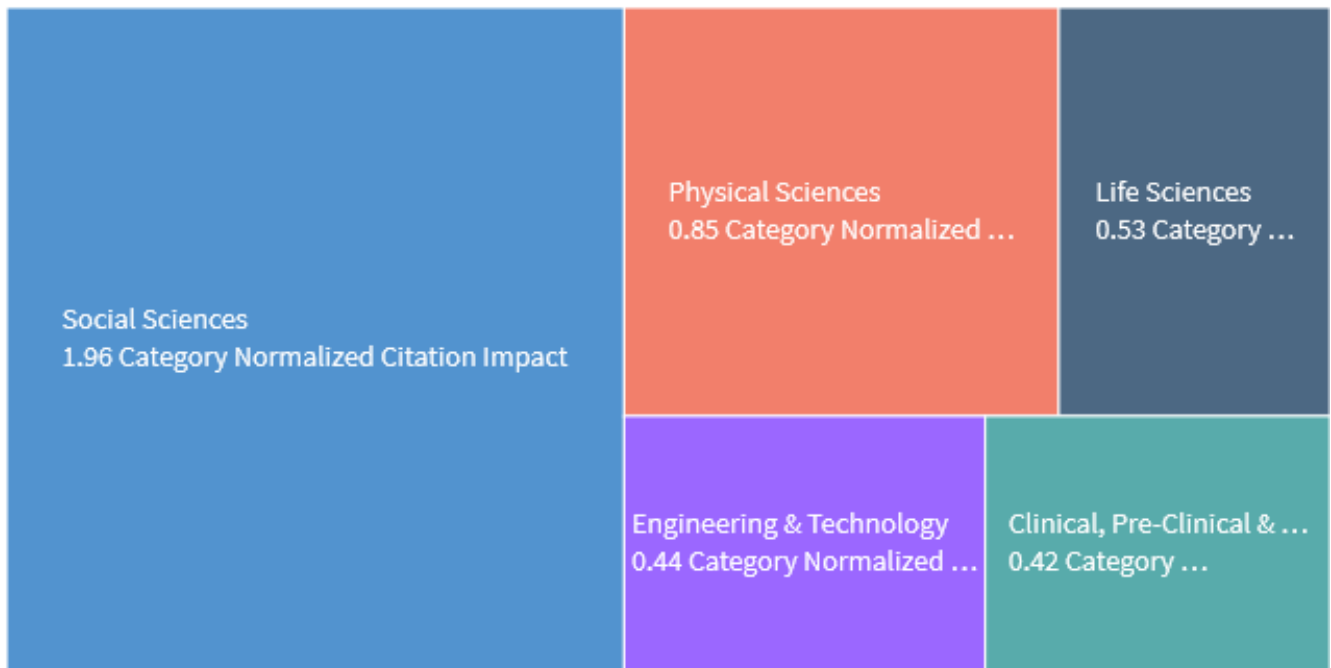 Social Sciences
1.96 Category Normalized Citation Impact
Physical Sciences
0.85 Category Normalized …
Life Sciences
0.53 Category …
Engineering & Technology
0.44 Category Normalized …
Clinical, Pre-Clinical & …
0.42 Category …